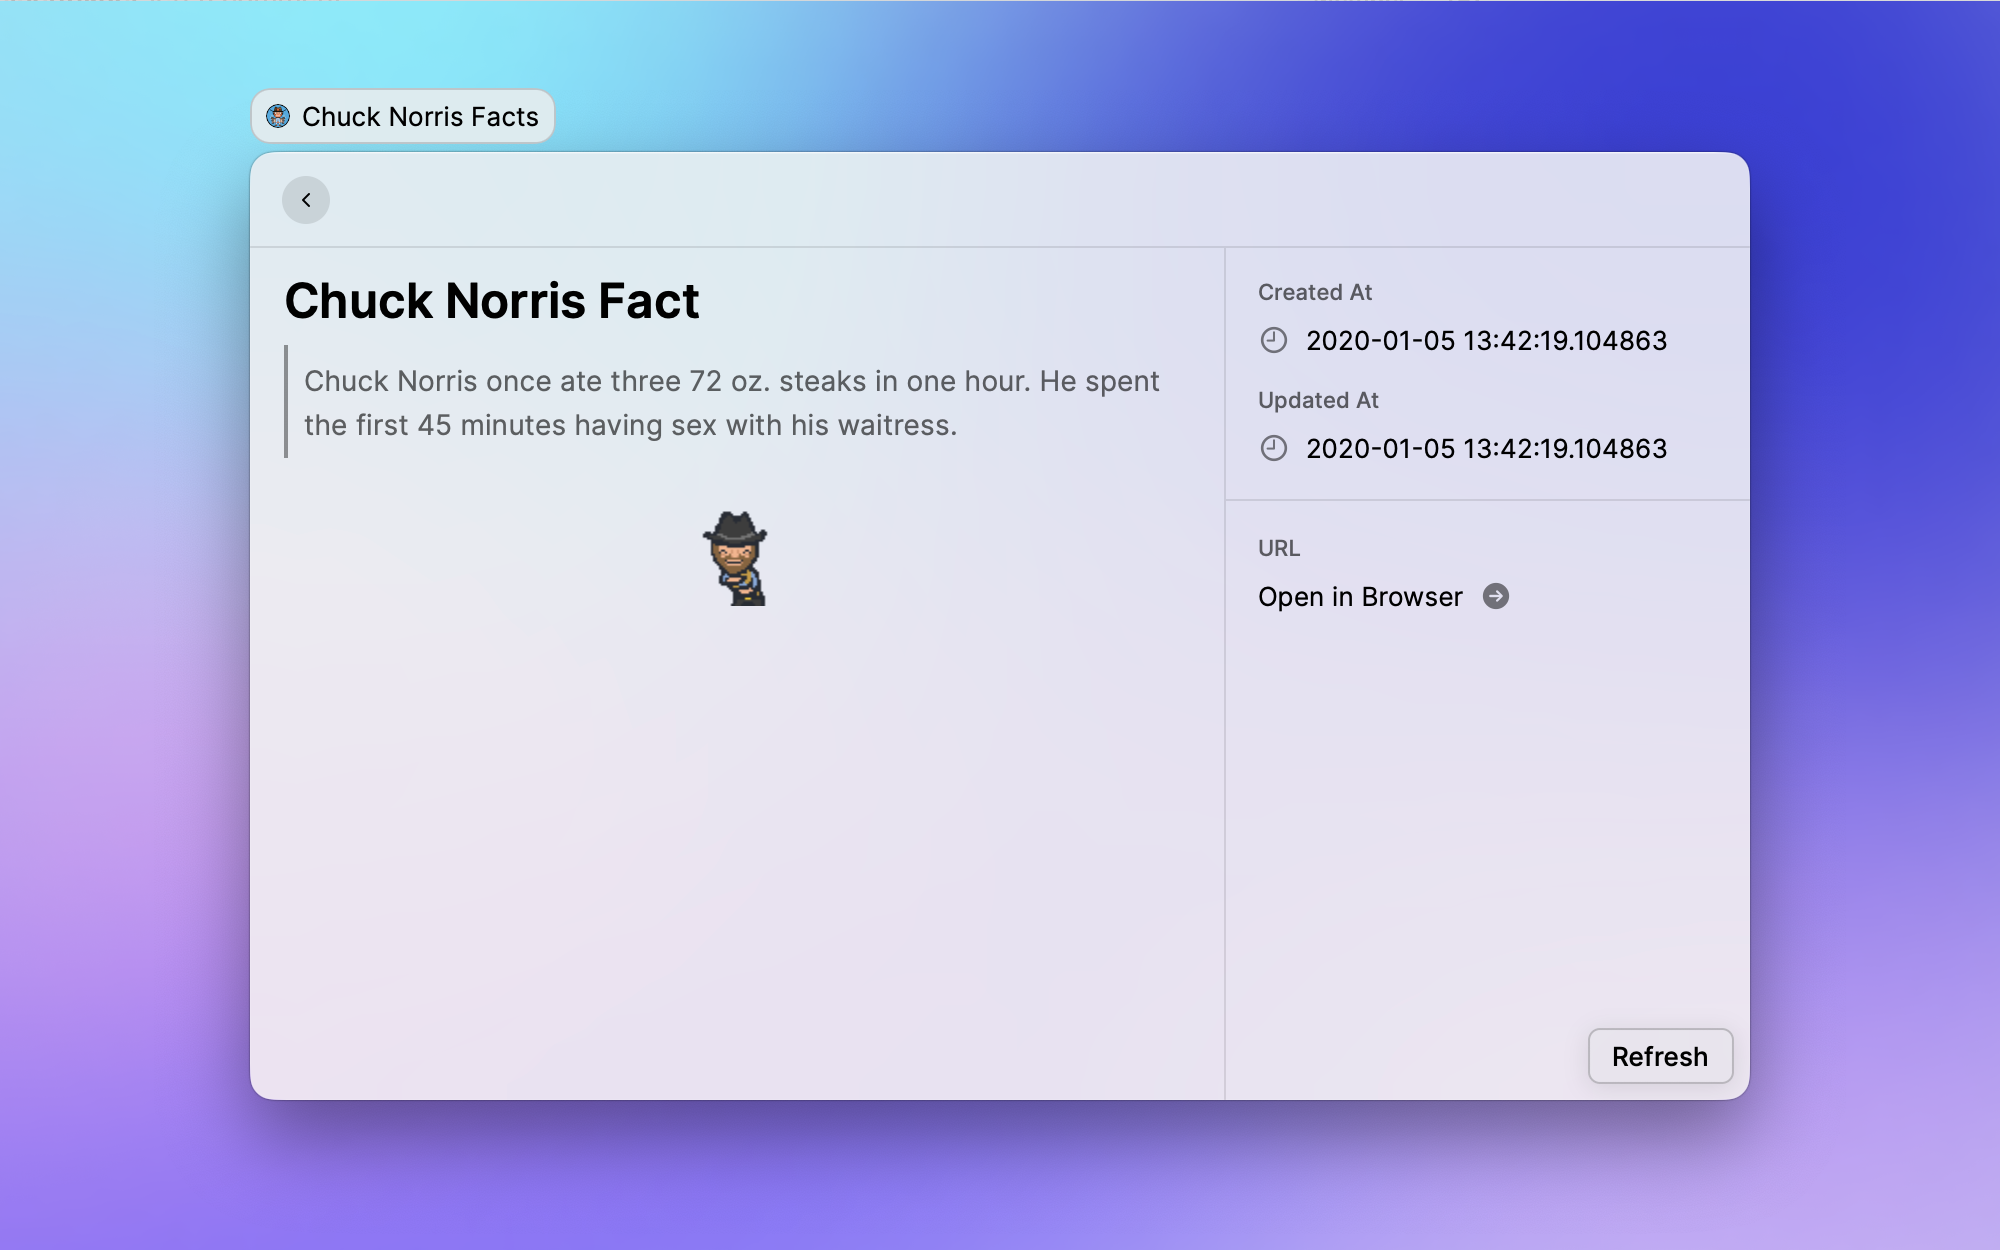 Chuck Norris Facts
Chuck Norris Fact
Chuck Norris once ate three 72 oz. steaks in one hour. He spent
the first 45 minutes having sex with his waitress.
Created At
2020-01-05 13:42:19.104863
Updated At
2020-01-05 13:42:19.104863
URL
Open in Browser
Refresh